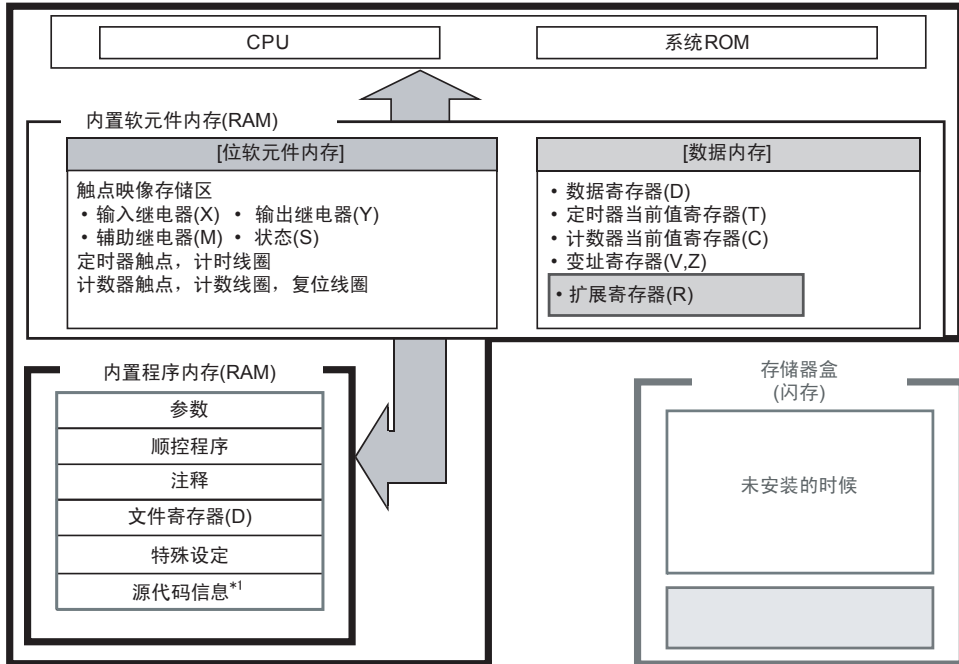 CPU
系统ROM
内置软元件内存(RAM)
[位软元件内存]
触点映像存储区
• 输入继电器(X) • 输出继电器(Y)
• 辅助继电器(M) • 状态(S)
定时器触点，计时线圈
计数器触点，计数线圈，复位线圈
[数据内存]
• 数据寄存器(D)
• 定时器当前值寄存器(T)
• 计数器当前值寄存器(C)
• 变址寄存器(V,Z)
• 扩展寄存器(R)
内置程序内存(RAM)
参数
顺控程序
注释
文件寄存器(D)
特殊设定
源代码信息*1
存储器盒
(闪存)
未安装的时候